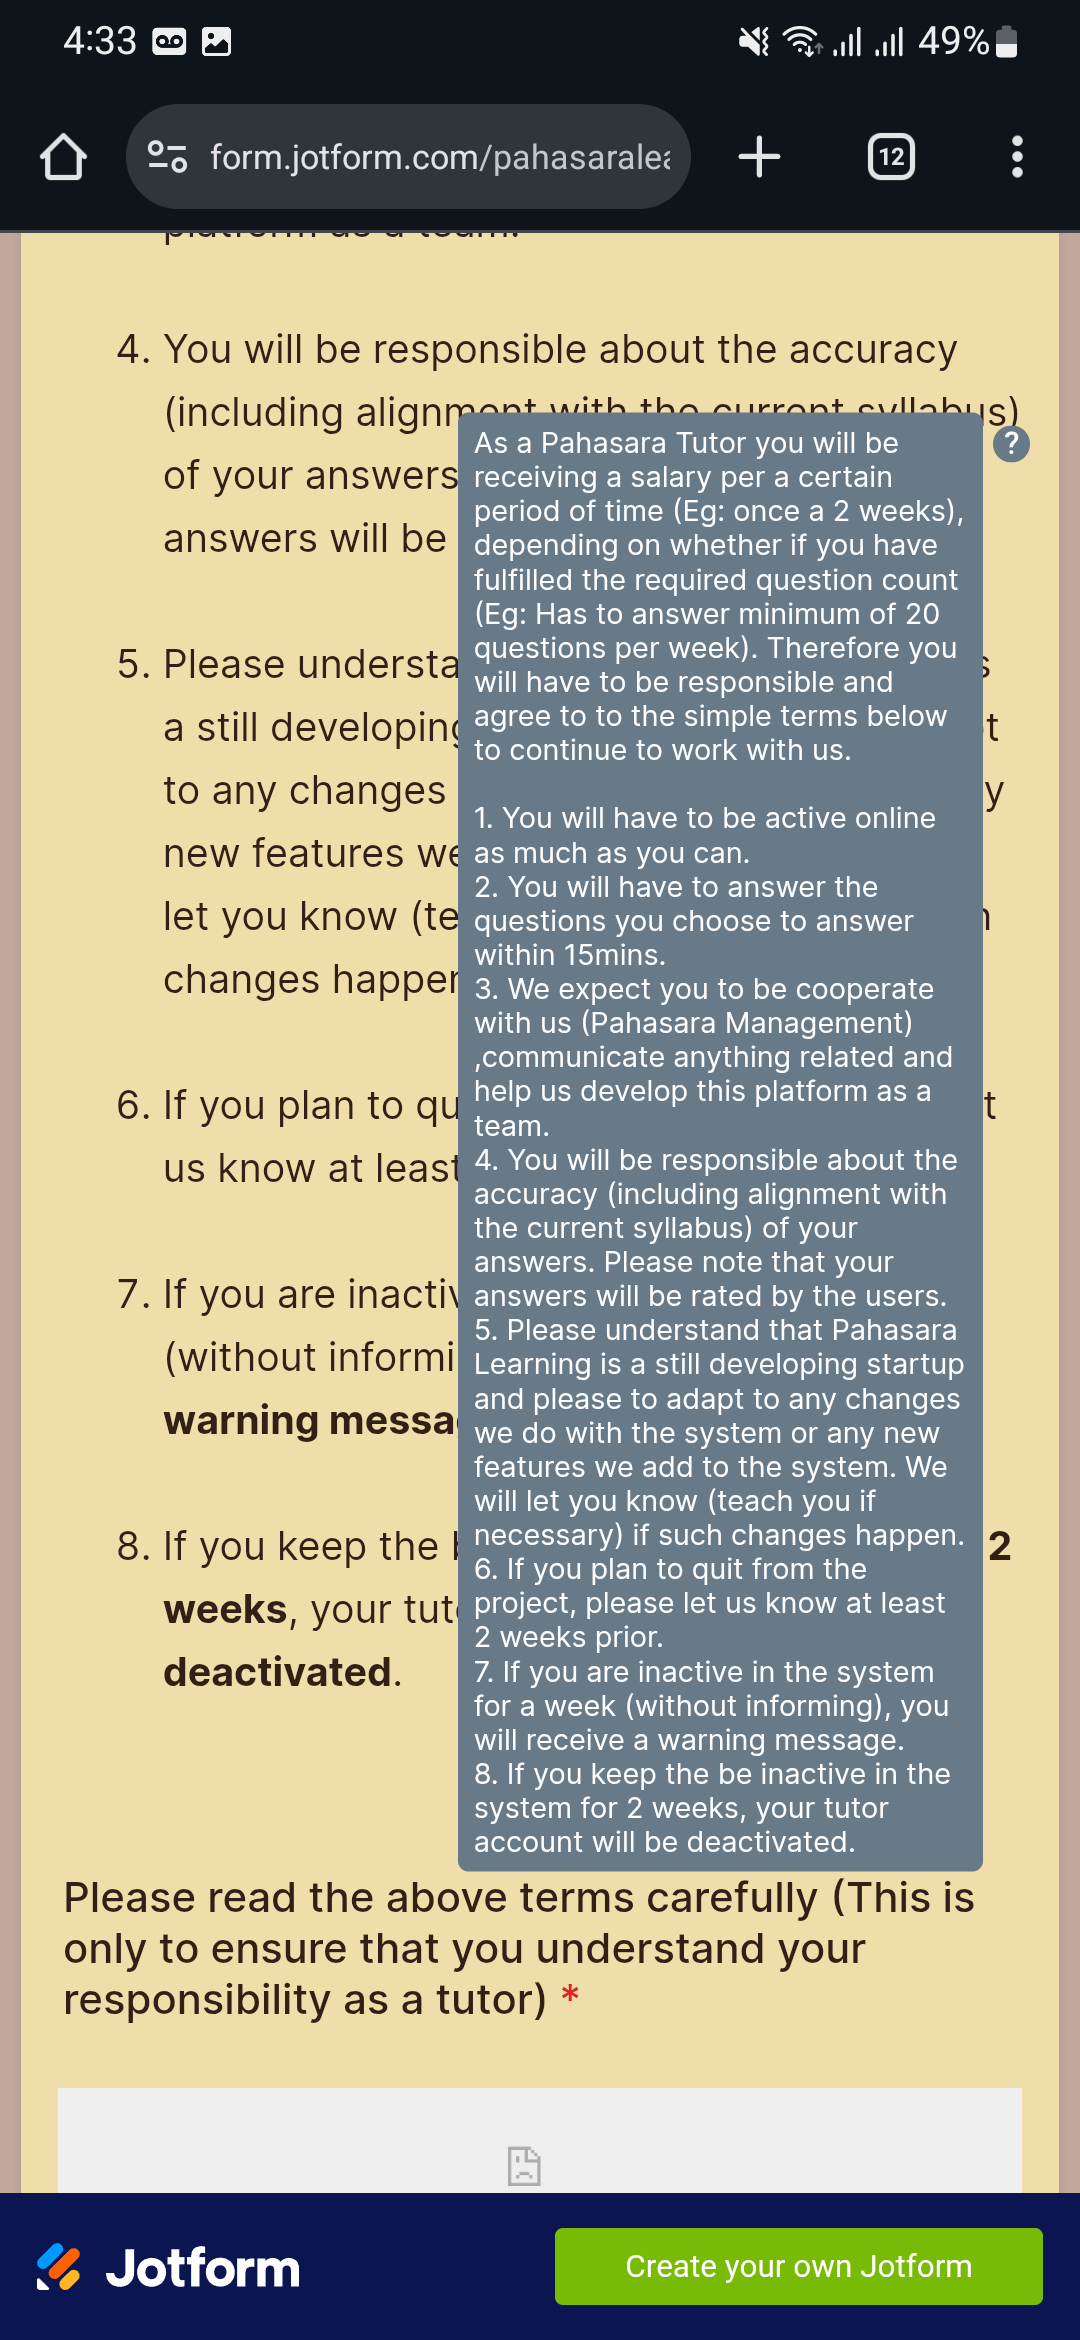 4:33
49%
form.jotform.com/pahasaralea
12
platform as a team.
4. You will be responsible about the accuracy
(including alignment with the current syllabus)
of your answers
answers will be
5. Please understa
s
a still developing
t
to any changes
y
new features we
let you know (te
n
changes happen
6. If you plan to qu
t
us know at least
7. If you are inactiv
(without informi
warning messag
8. If you keep the b
2
weeks, your tuto
deactivated.
?
As a Pahasara Tutor you will be
receiving a salary per a certain
period of time (Eg: once a 2 weeks),
depending on whether if you have
fulfilled the required question count
(Eg: Has to answer minimum of 20
questions per week). Therefore you
will have to be responsible and
agree to to the simple terms below
to continue to work with us.
1. You will have to be active online
as much as you can.
2. You will have to answer the
questions you choose to answer
within 15mins.
3. We expect you to be cooperate
with us (Pahasara Management)
,communicate anything related and
help us develop this platform as a
team.
4. You will be responsible about the
accuracy (including alignment with
the current syllabus) of your
answers. Please note that your
answers will be rated by the users.
5. Please understand that Pahasara
Learning is a still developing startup
and please to adapt to any changes
we do with the system or any new
features we add to the system. We
will let you know (teach you if
necessary) if such changes happen.
6. If you plan to quit from the
project, please let us know at least
2 weeks prior.
7. If you are inactive in the system
for a week (without informing), you
will receive a warning message.
8. If you keep the be inactive in the
system for 2 weeks, your tutor
account will be deactivated.
Please read the above terms carefully (This is
only to ensure that you understand your
responsibility as a tutor) *
Jotform
Create your own Jotform